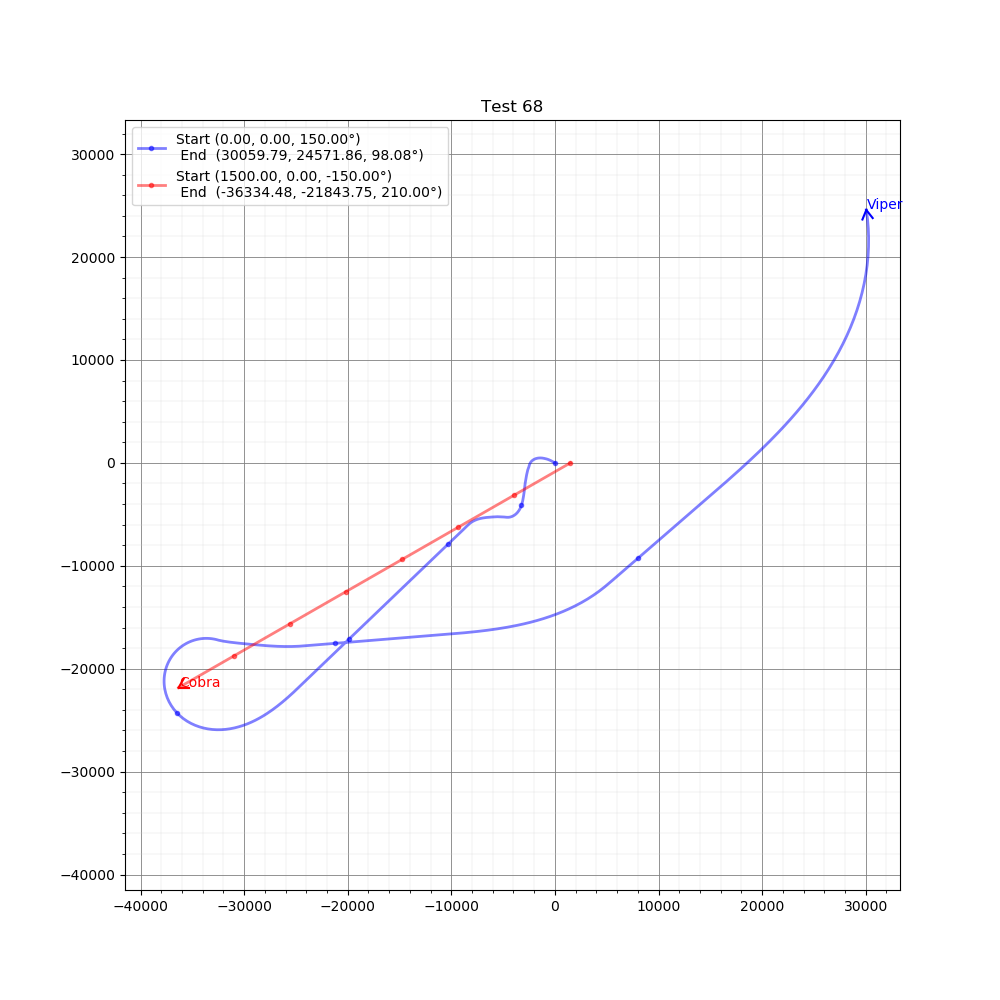 Test 68
Start (0.00, 0.00, 150.00°)
End (30059.79, 24571.86, 98.08°)
Start (1500.00, 0.00, -150.00°)
End (-36334.48, -21843.75, 210.00°)
30000
20000
10000
0
−10000
−20000
−30000
−40000
Viper
Cobra
−40000 −30000 −20000 −10000 0 10000 20000 30000